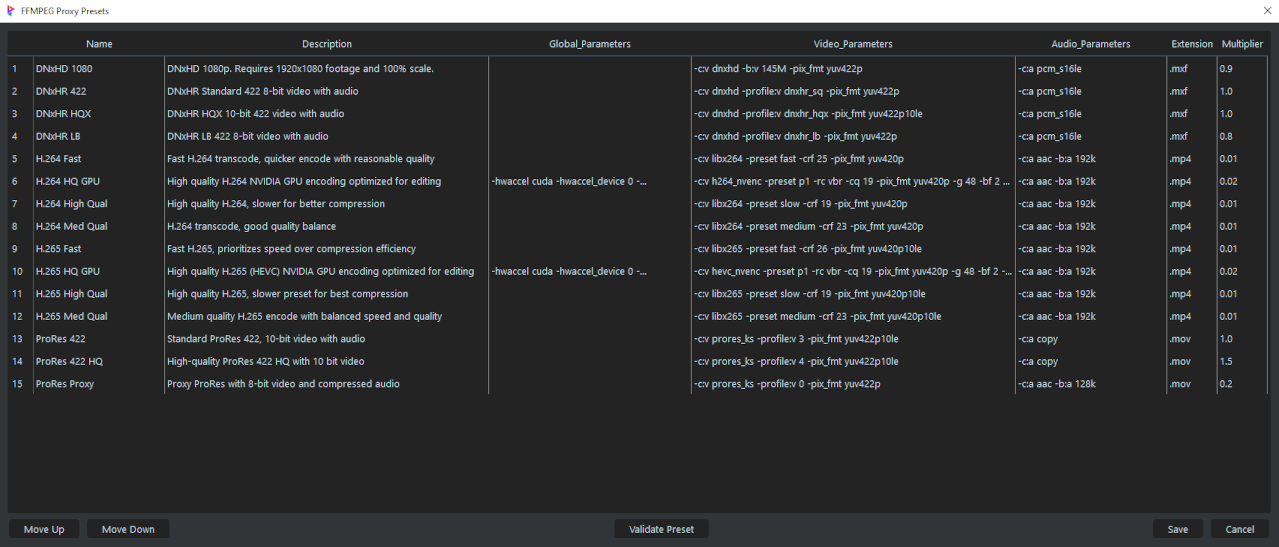 FFMPEG Proxy Presets
Name Description Global_Parameters Video_Parameters Audio_Parameters Extension Multiplier
1 DNxHD 1080 DNxHD 1080p. Requires 1920x1080 footage and 100% scale. -c:v dnxhd -b:v 145M -pix_fmt yuv422p -c:a pcm_s16le .mxf 0.9
2 DNxHR 422 DNxHR Standard 422 8-bit video with audio -c:v dnxhd -profile:v dnxhr_sq -pix_fmt yuv422p -c:a pcm_s16le .mxf 1.0
3 DNxHR HQX DNxHR HQX 10-bit 422 video with audio -c:v dnxhd -profile:v dnxhr_hqx -pix_fmt yuv422p10le -c:a pcm_s16le .mxf 1.0
4 DNxHR LB DNxHR LB 422 8-bit video with audio -c:v dnxhd -profile:v dnxhr_lb -pix_fmt yuv422p -c:a pcm_s16le .mxf 0.8
5 H.264 Fast Fast H.264 transcode, quicker encode with reasonable quality -c:v libx264 -preset fast -crf 25 -pix_fmt yuv420p -c:a aac -b:a 192k .mp4 0.01
6 H.264 HQ GPU High quality H.264 NVIDIA GPU encoding optimized for editing -hwaccel cuda -hwaccel_device 0 -... -c:v h264_nvenc -preset p1 -rc vbr -cq 19 -pix_fmt yuv420p -g 48 -bf 2 ... -c:a aac -b:a 192k .mp4 0.02
7 H.264 High Qual High quality H.264, slower for better compression -c:v libx264 -preset slow -crf 19 -pix_fmt yuv420p -c:a aac -b:a 192k .mp4 0.01
8 H.264 Med Qual H.264 transcode, good quality balance -c:v libx264 -preset medium -crf 23 -pix_fmt yuv420p -c:a aac -b:a 192k .mp4 0.01
9 H.265 Fast Fast H.265, prioritizes speed over compression efficiency -c:v libx265 -preset fast -crf 26 -pix_fmt yuv420p10le -c:a aac -b:a 192k .mp4 0.01
10 H.265 HQ GPU High quality H.265 (HEVC) NVIDIA GPU encoding optimized for editing -hwaccel cuda -hwaccel_device 0 -... -c:v hevc_nvenc -preset p1 -rc vbr -cq 19 -pix_fmt yuv420p -g 48 -bf 2 -... -c:a aac -b:a 192k .mp4 0.02
11 H.265 High Qual High quality H.265, slower preset for best compression -c:v libx265 -preset slow -crf 19 -pix_fmt yuv420p10le -c:a aac -b:a 192k .mp4 0.01
12 H.265 Med Qual Medium quality H.265 encode with balanced speed and quality -c:v libx265 -preset medium -crf 23 -pix_fmt yuv420p10le -c:a aac -b:a 192k .mp4 0.01
13 ProRes 422 Standard ProRes 422, 10-bit video with audio -c:v prores_ks -profile:v 3 -pix_fmt yuv422p10le -c:a copy .mov 1.0
14 ProRes 422 HQ High-quality ProRes 422 HQ with 10 bit video -c:v prores_ks -profile:v 4 -pix_fmt yuv422p10le -c:a copy .mov 1.5
15 ProRes Proxy Proxy ProRes with 8-bit video and compressed audio -c:v prores_ks -profile:v 0 -pix_fmt yuv422p -c:a aac -b:a 128k .mov 0.2
Move Up Move Down Validate Preset Save Cancel